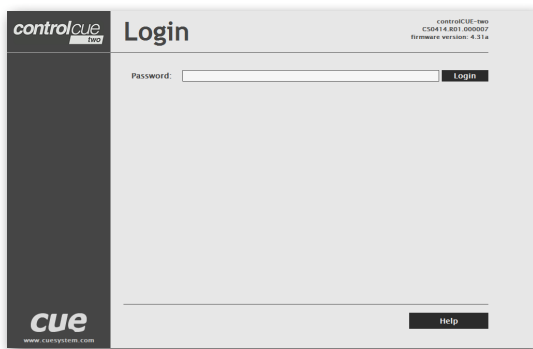 controlcue
two
Login
controlCUE-two
CS0414.R01.000007
firmware version: 4.31a
Password:
Login
Help
cue
www.cuesystem.com